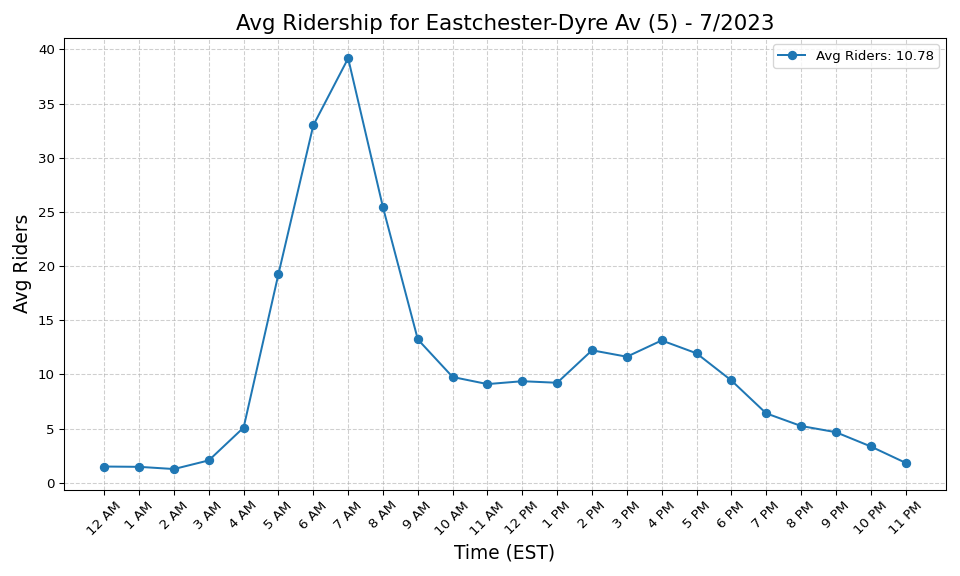 Avg Ridership for Eastchester-Dyre Av (5) - 7/2023
Avg Riders: 10.78
Avg Riders
40
35
30
25
20
15
10
5
0
12 AM
1 AM
2 AM
3 AM
4 AM
5 AM
6 AM
7 AM
8 AM
9 AM
10 AM
11 AM
12 PM
1 PM
2 PM
3 PM
4 PM
5 PM
6 PM
7 PM
8 PM
9 PM
10 PM
11 PM
Time (EST)